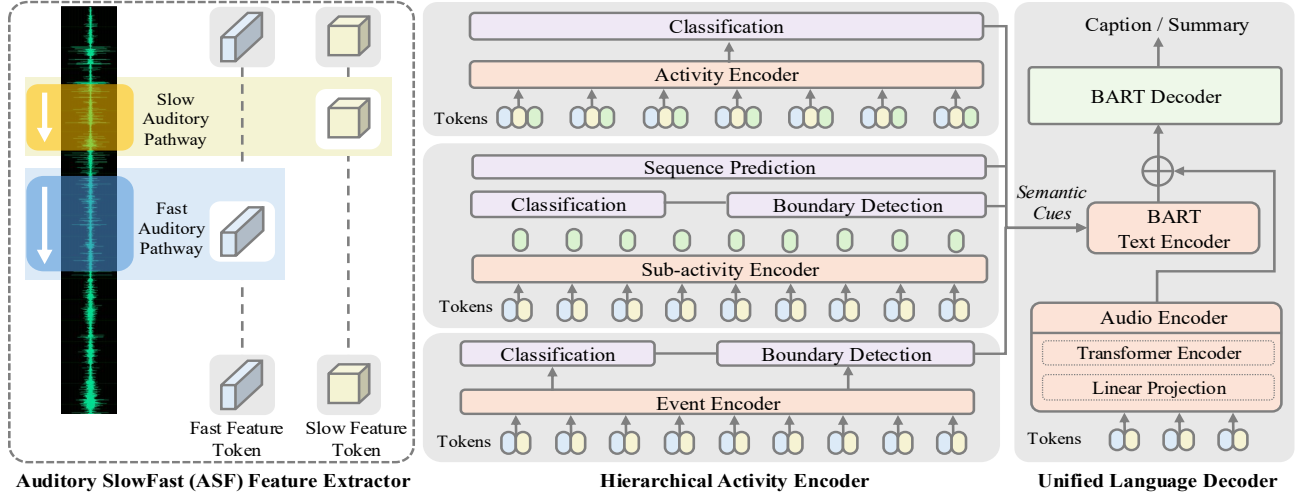 Slow
Auditory
Pathway
Fast
Auditory
Pathway
Fast Feature
Token
Slow Feature
Token
Auditory SlowFast (ASF) Feature Extractor
Classification
Activity Encoder
Tokens
Sequence Prediction
Classification
Boundary Detection
Sub-activity Encoder
Tokens
Classification
Boundary Detection
Event Encoder
Tokens
Hierarchical Activity Encoder
Caption / Summary
BART Decoder
Semantic
Cues
BART
Text Encoder
Audio Encoder
Transformer Encoder
Linear Projection
Tokens
Unified Language Decoder